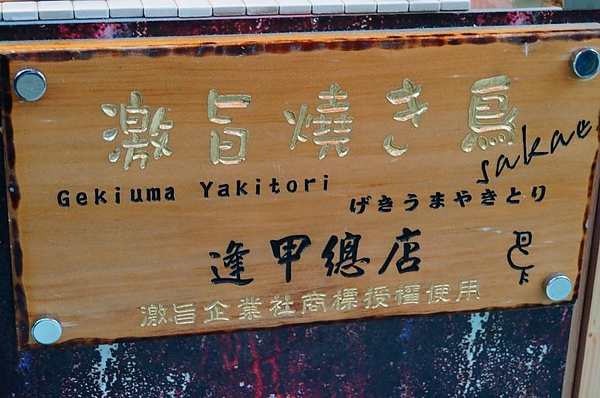 激旨燒き鳥
sakae
Gekiuma Yakitori
げきうまやきとり
逢甲總店
激旨企業社商標授權使用